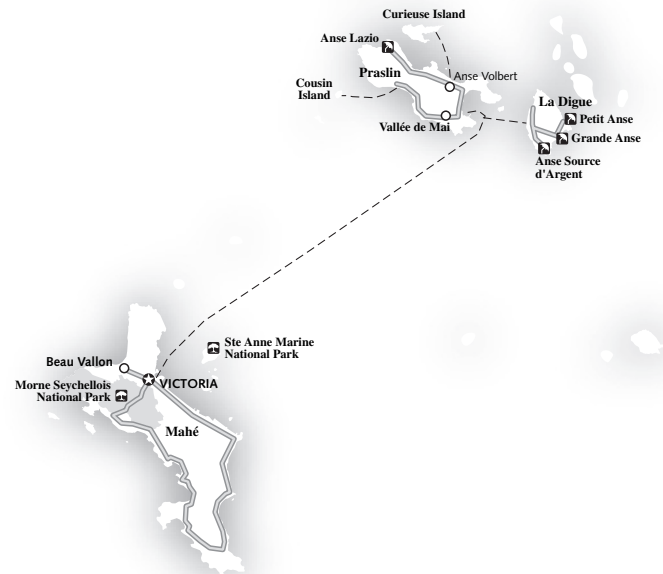 Curieuse Island
Anse Lazio
Praslin
Anse Volbert
Cousin
Island
La Digue
Petit Anse
Vallée de Mai
Grande Anse
Anse Source
d'Argent
Ste Anne Marine
National Park
Beau Vallon
VICTORIA
Morne Seychellois
National Park
Mahé